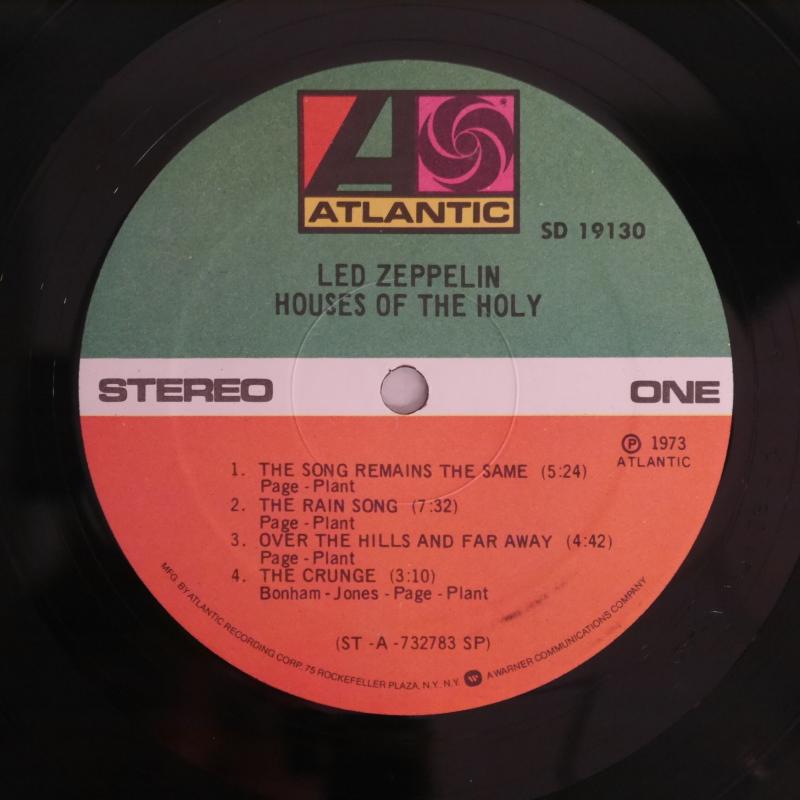 ATLANTIC
SD 19130
LED ZEPPELIN
HOUSES OF THE HOLY
STEREO
ONE
Ⓟ 1973
ATLANTIC
1. THE SONG REMAINS THE SAME (5:24)
Page - Plant
2. THE RAIN SONG (7:32)
Page - Plant
3. OVER THE HILLS AND FAR AWAY (4:42)
Page - Plant
4. THE CRUNGE (3:10)
Bonham - Jones - Page - Plant
(ST -A -732783 SP)
MFG. BY ATLANTIC RECORDING CORP. 75 ROCKEFELLER PLAZA, N.Y. N.Y. A WARNER COMMUNICATIONS COMPANY